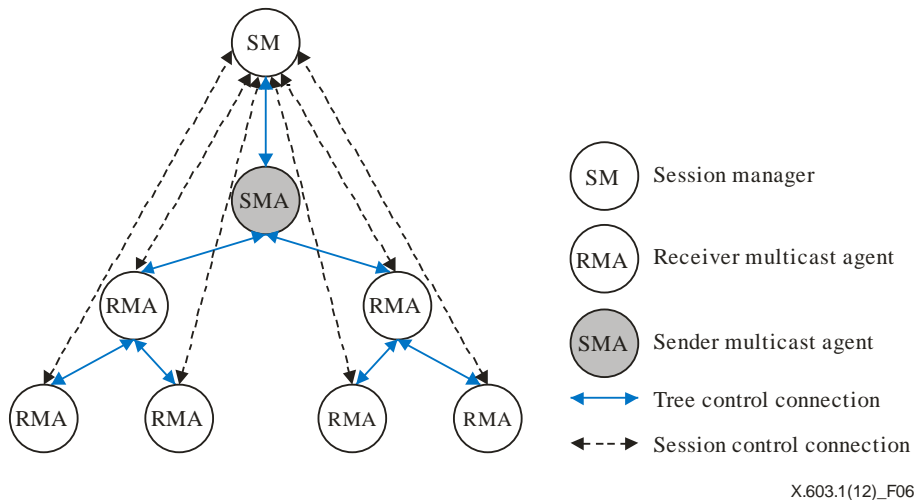 SM
SMA
RMA
RMA
RMA
RMA
RMA
RMA
SM Session manager
RMA Receiver multicast agent
SMA Sender multicast agent
Tree control connection
Session control connection
X.603.1(12)_F06